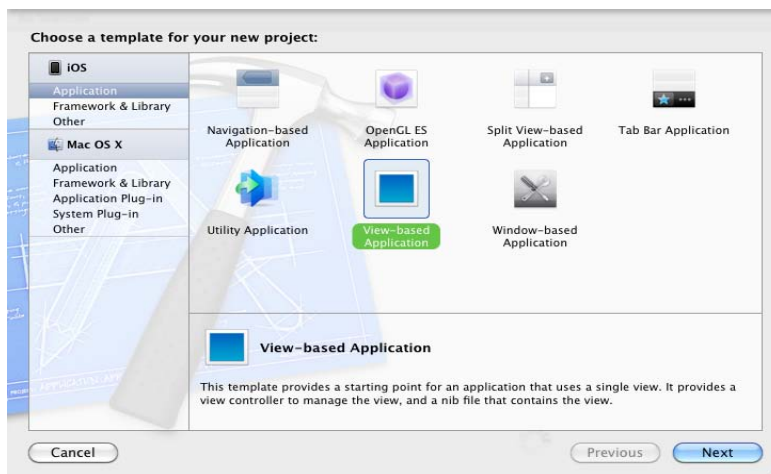 Choose a template for your new project:
iOS
Application
Framework & Library
Other
Mac OS X
Application
Framework & Library
Application Plug-in
System Plug-in
Other
Navigation-based
Application
OpenGL ES
Application
Split View-based
Application
Tab Bar Application
Utility Application
View-based
Application
Window-based
Application
View-based Application
This template provides a starting point for an application that uses a single view. It provides a
view controller to manage the view, and a nib file that contains the view.
Cancel
Previous
Next